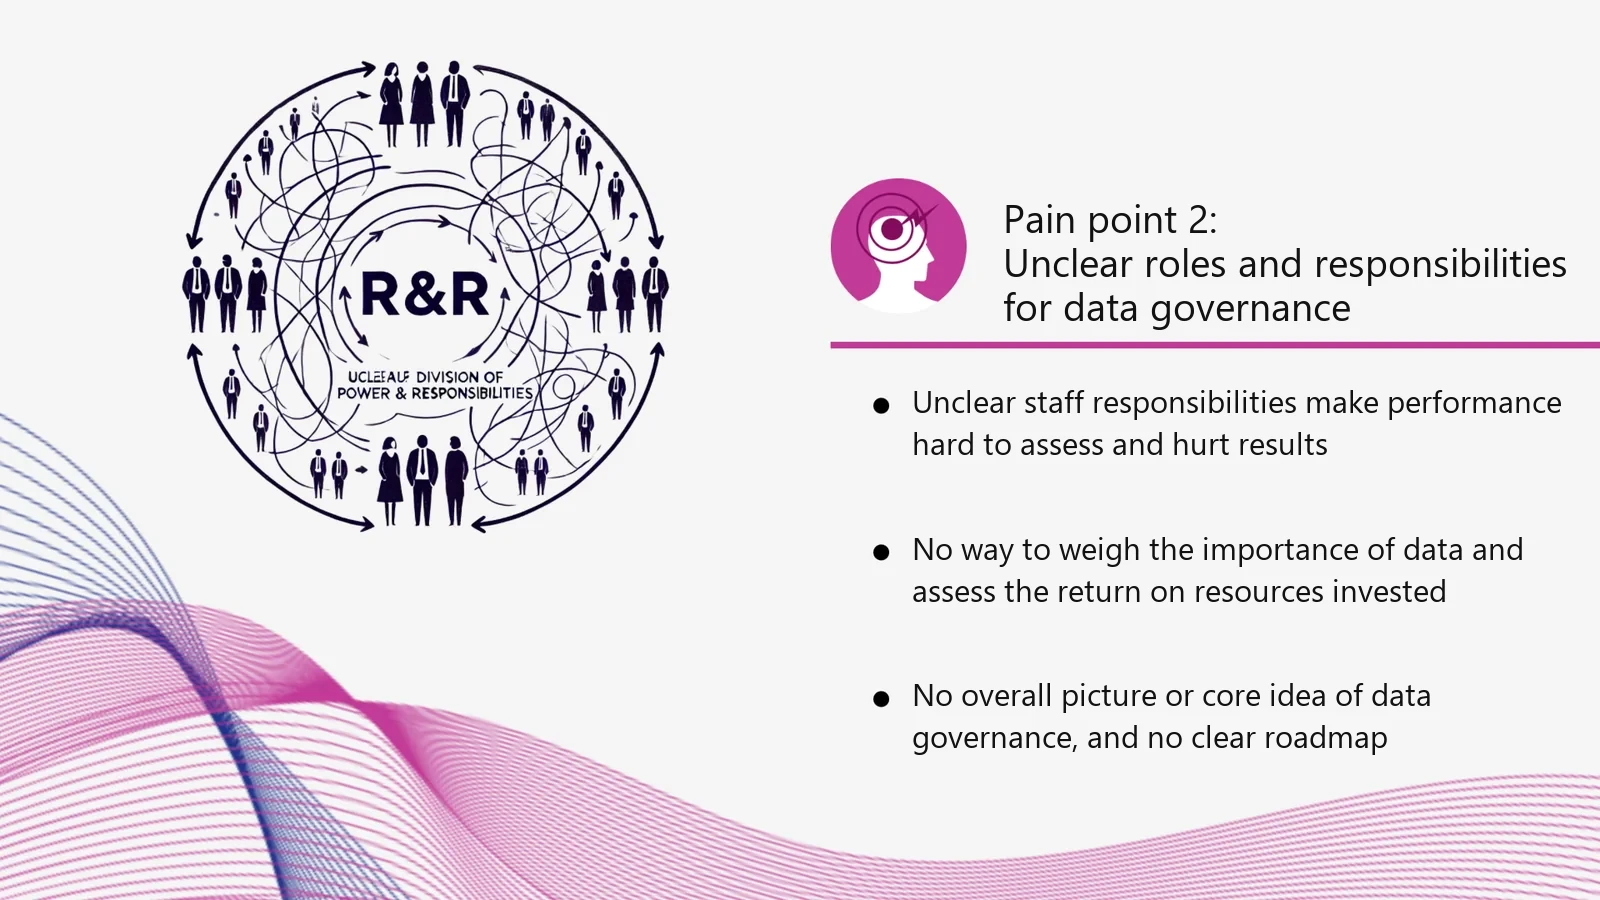 R&R
DIVISION OF
POWER & RESPONSIBILITIES
Pain point 2:
Unclear roles and responsibilities
for data governance
● Unclear staff responsibilities make performance
hard to assess and hurt results
● No way to weigh the importance of data and
assess the return on resources invested
● No overall picture or core idea of data
governance, and no clear roadmap